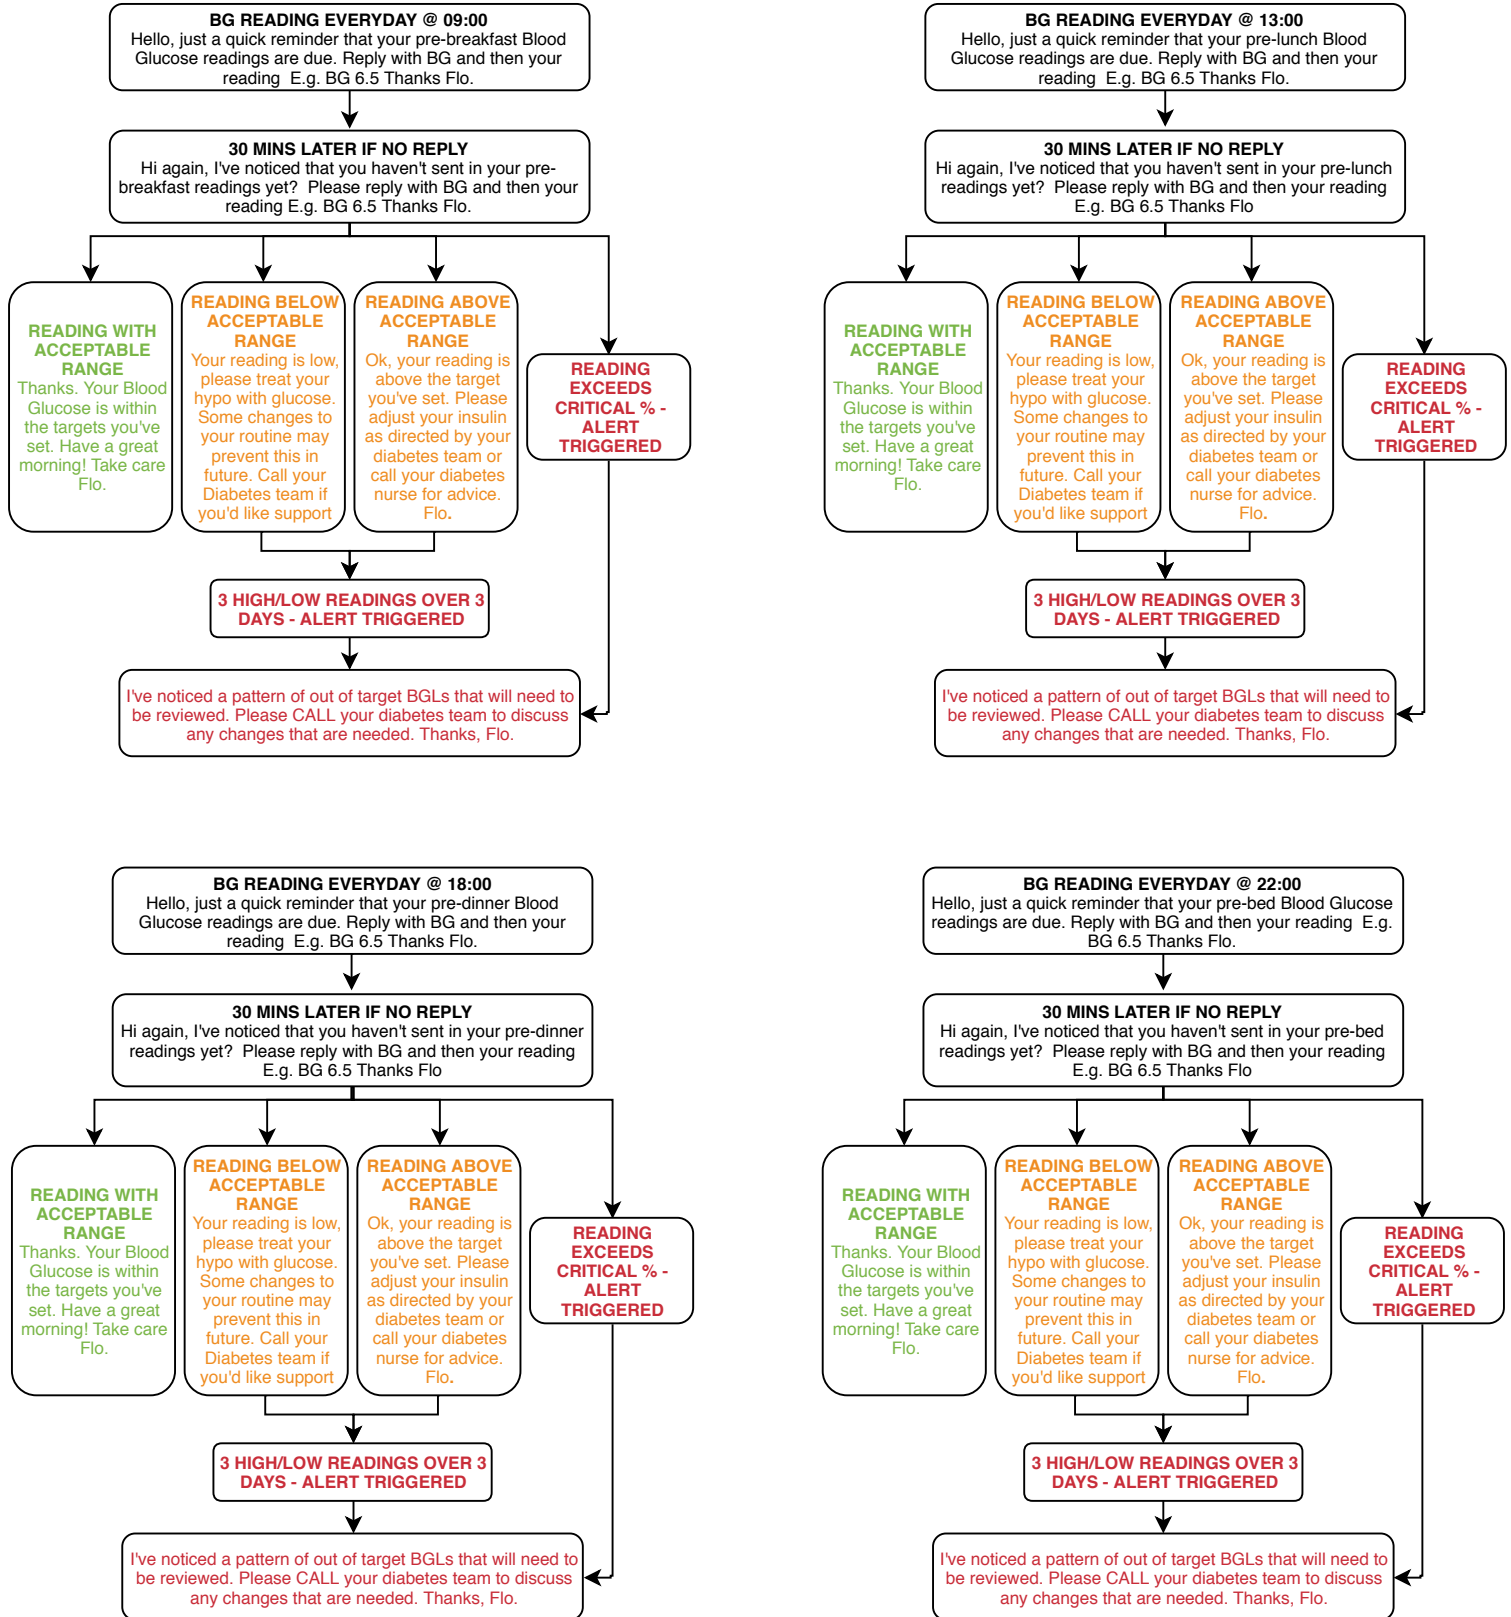 BG READING EVERYDAY @ 09:00
Hello, just a quick reminder that your pre-breakfast Blood
Glucose readings are due. Reply with BG and then your
reading  E.g. BG 6.5 Thanks Flo.
30 MINS LATER IF NO REPLY
Hi again, I've noticed that you haven't sent in your pre-
breakfast readings yet?  Please reply with BG and then your
reading E.g. BG 6.5 Thanks Flo.
READING WITH
ACCEPTABLE
RANGE
Thanks. Your Blood
Glucose is within
the targets you've
set. Have a great
morning! Take care
Flo.
READING BELOW
ACCEPTABLE
RANGE
Your reading is low,
please treat your
hypo with glucose.
Some changes to
your routine may
prevent this in
future. Call your
Diabetes team if
you'd like support
READING ABOVE
ACCEPTABLE
RANGE
Ok, your reading is
above the target
you've set. Please
adjust your insulin
as directed by your
diabetes team or
call your diabetes
nurse for advice.
Flo.
READING
EXCEEDS
CRITICAL % -
ALERT
TRIGGERED
3 HIGH/LOW READINGS OVER 3
DAYS - ALERT TRIGGERED
I've noticed a pattern of out of target BGLs that will need to
be reviewed. Please CALL your diabetes team to discuss
any changes that are needed. Thanks, Flo.
BG READING EVERYDAY @ 13:00
Hello, just a quick reminder that your pre-lunch Blood
Glucose readings are due. Reply with BG and then your
reading  E.g. BG 6.5 Thanks Flo.
30 MINS LATER IF NO REPLY
Hi again, I've noticed that you haven't sent in your pre-lunch
readings yet?  Please reply with BG and then your reading
E.g. BG 6.5 Thanks Flo
READING WITH
ACCEPTABLE
RANGE
Thanks. Your Blood
Glucose is within
the targets you've
set. Have a great
morning! Take care
Flo.
READING BELOW
ACCEPTABLE
RANGE
Your reading is low,
please treat your
hypo with glucose.
Some changes to
your routine may
prevent this in
future. Call your
Diabetes team if
you'd like support
READING ABOVE
ACCEPTABLE
RANGE
Ok, your reading is
above the target
you've set. Please
adjust your insulin
as directed by your
diabetes team or
call your diabetes
nurse for advice.
Flo.
READING
EXCEEDS
CRITICAL % -
ALERT
TRIGGERED
3 HIGH/LOW READINGS OVER 3
DAYS - ALERT TRIGGERED
I've noticed a pattern of out of target BGLs that will need to
be reviewed. Please CALL your diabetes team to discuss
any changes that are needed. Thanks, Flo.
BG READING EVERYDAY @ 18:00
Hello, just a quick reminder that your pre-dinner Blood
Glucose readings are due. Reply with BG and then your
reading  E.g. BG 6.5 Thanks Flo.
30 MINS LATER IF NO REPLY
Hi again, I've noticed that you haven't sent in your pre-dinner
readings yet?  Please reply with BG and then your reading
E.g. BG 6.5 Thanks Flo
READING WITH
ACCEPTABLE
RANGE
Thanks. Your Blood
Glucose is within
the targets you've
set. Have a great
morning! Take care
Flo.
READING BELOW
ACCEPTABLE
RANGE
Your reading is low,
please treat your
hypo with glucose.
Some changes to
your routine may
prevent this in
future. Call your
Diabetes team if
you'd like support
READING ABOVE
ACCEPTABLE
RANGE
Ok, your reading is
above the target
you've set. Please
adjust your insulin
as directed by your
diabetes team or
call your diabetes
nurse for advice.
Flo.
READING
EXCEEDS
CRITICAL % -
ALERT
TRIGGERED
3 HIGH/LOW READINGS OVER 3
DAYS - ALERT TRIGGERED
I've noticed a pattern of out of target BGLs that will need to
be reviewed. Please CALL your diabetes team to discuss
any changes that are needed. Thanks, Flo.
BG READING EVERYDAY @ 22:00
Hello, just a quick reminder that your pre-bed Blood Glucose
readings are due. Reply with BG and then your reading  E.g.
BG 6.5 Thanks Flo.
30 MINS LATER IF NO REPLY
Hi again, I've noticed that you haven't sent in your pre-bed
readings yet?  Please reply with BG and then your reading
E.g. BG 6.5 Thanks Flo
READING WITH
ACCEPTABLE
RANGE
Thanks. Your Blood
Glucose is within
the targets you've
set. Have a great
morning! Take care
Flo.
READING BELOW
ACCEPTABLE
RANGE
Your reading is low,
please treat your
hypo with glucose.
Some changes to
your routine may
prevent this in
future. Call your
Diabetes team if
you'd like support
READING ABOVE
ACCEPTABLE
RANGE
Ok, your reading is
above the target
you've set. Please
adjust your insulin
as directed by your
diabetes team or
call your diabetes
nurse for advice.
Flo.
READING
EXCEEDS
CRITICAL % -
ALERT
TRIGGERED
3 HIGH/LOW READINGS OVER 3
DAYS - ALERT TRIGGERED
I've noticed a pattern of out of target BGLs that will need to
be reviewed. Please CALL your diabetes team to discuss
any changes that are needed. Thanks, Flo.